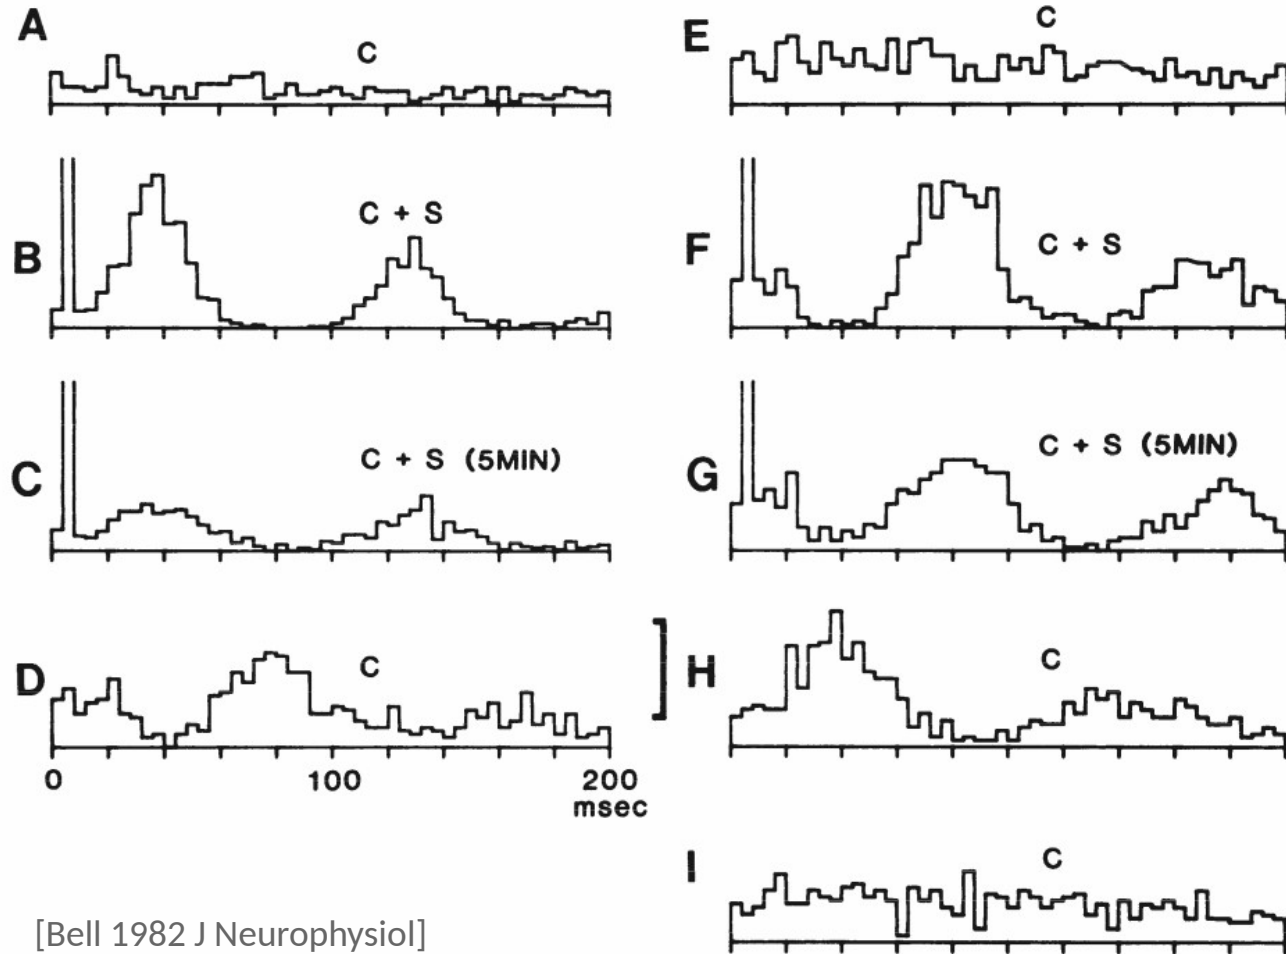 A
C
B
C + S
C
C + S (5MIN)
D
C
0 100 200
msec
E
C
F
C + S
G
C + S (5MIN)
H
C
I
C
[Bell 1982 J Neurophysiol]